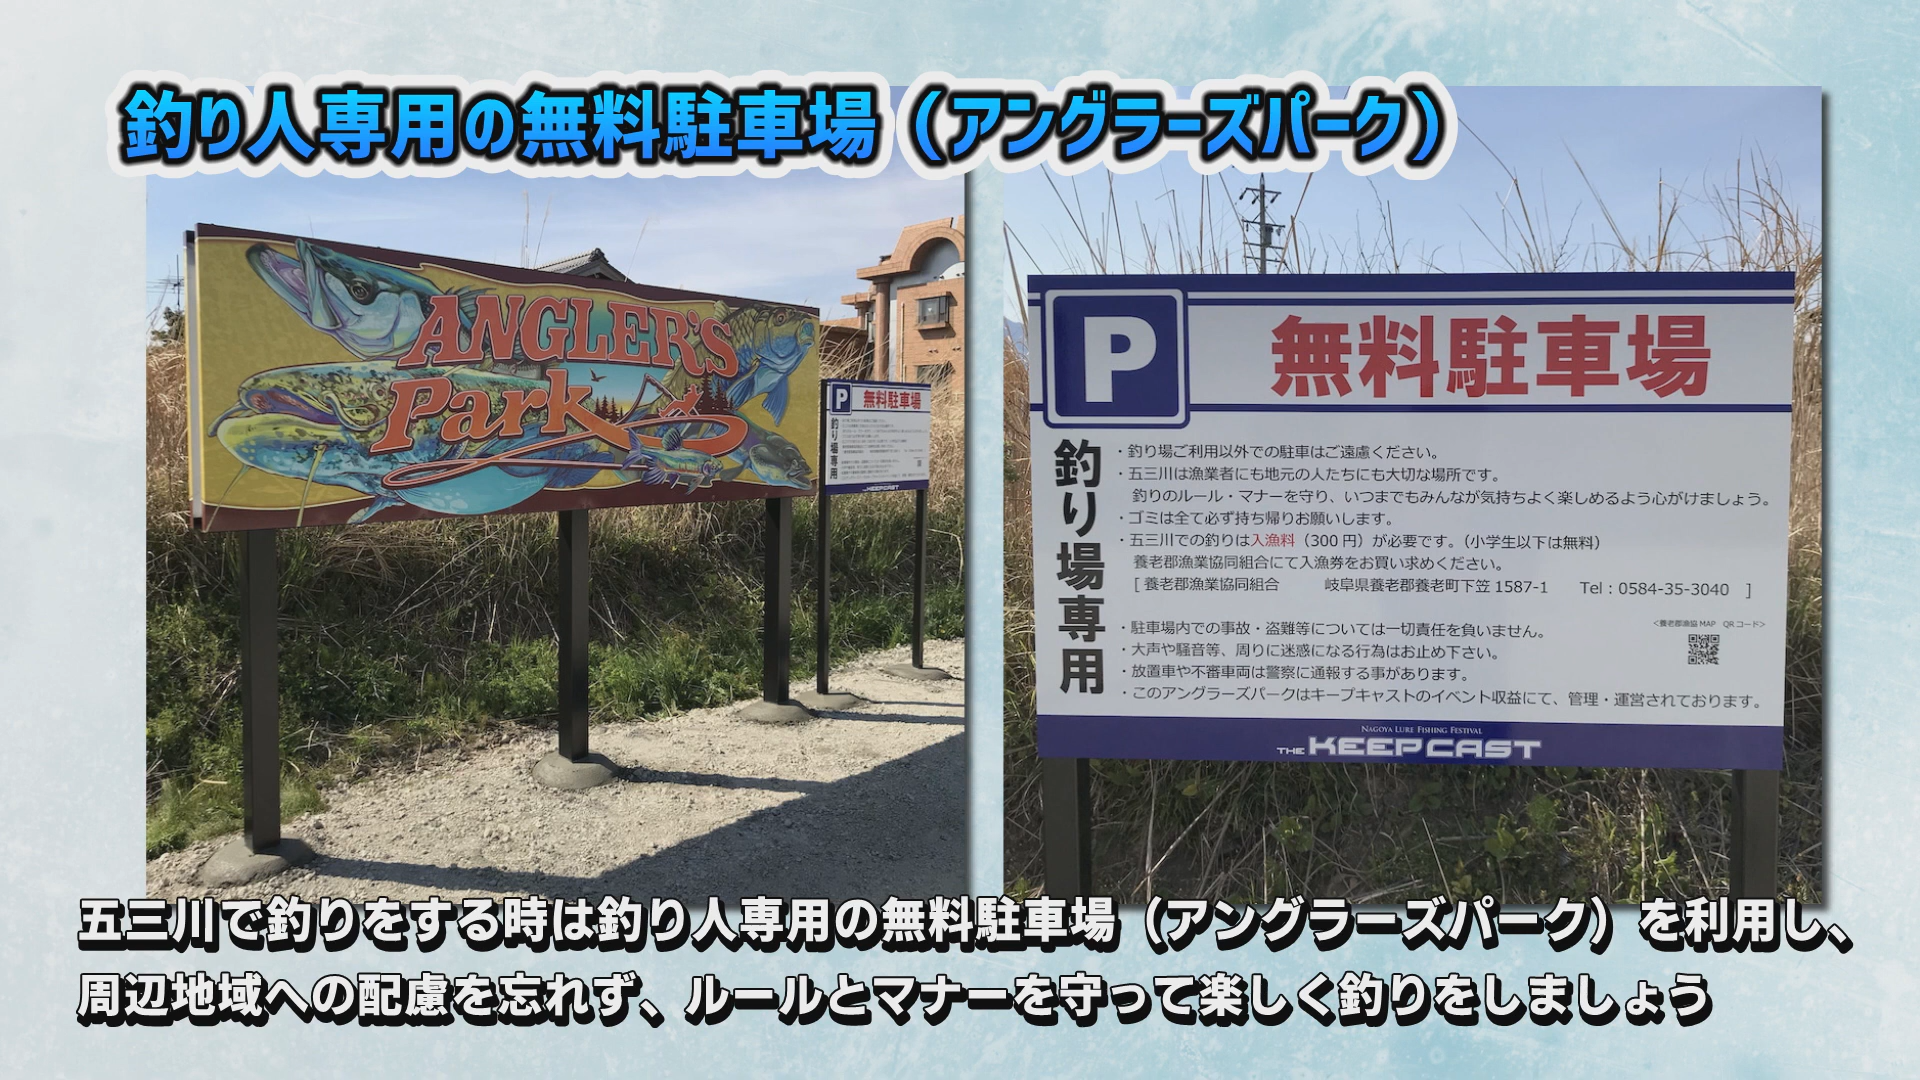 釣り人専用の無料駐車場（アングラーズパーク）
ANGLER'S
Park
P 無料駐車場
釣り場専用
KEEPCAST
P 無料駐車場
釣り場専用
・釣り場ご利用以外での駐車はご遠慮ください。
・五三川は漁業者にも地元の人たちにも大切な場所です。
釣りのルール・マナーを守り、いつまでもみんなが気持ちよく楽しめるよう心がけましょう。
・ゴミは全て必ず持ち帰りお願いします。
・五三川での釣りは入漁料（300円）が必要です。（小学生以下は無料）
養老郡漁業協同組合にて入漁券をお買い求めください。
[ 養老郡漁業協同組合 岐阜県養老郡養老町下笠1587-1 Tel：0584-35-3040 ]
<養老郡漁協MAP QRコード>
・駐車場内での事故・盗難等については一切責任を負いません。
・大声や騒音等、周りに迷惑になる行為はお止め下さい。
・放置車や不審車両は警察に通報する事があります。
・このアングラーズパークはキープキャストのイベント収益にて、管理・運営されております。
NAGOYA LURE FISHING FESTIVAL
THE KEEPCAST
五三川で釣りをする時は釣り人専用の無料駐車場（アングラーズパーク）を利用し、
周辺地域への配慮を忘れず、ルールとマナーを守って楽しく釣りをしましょう